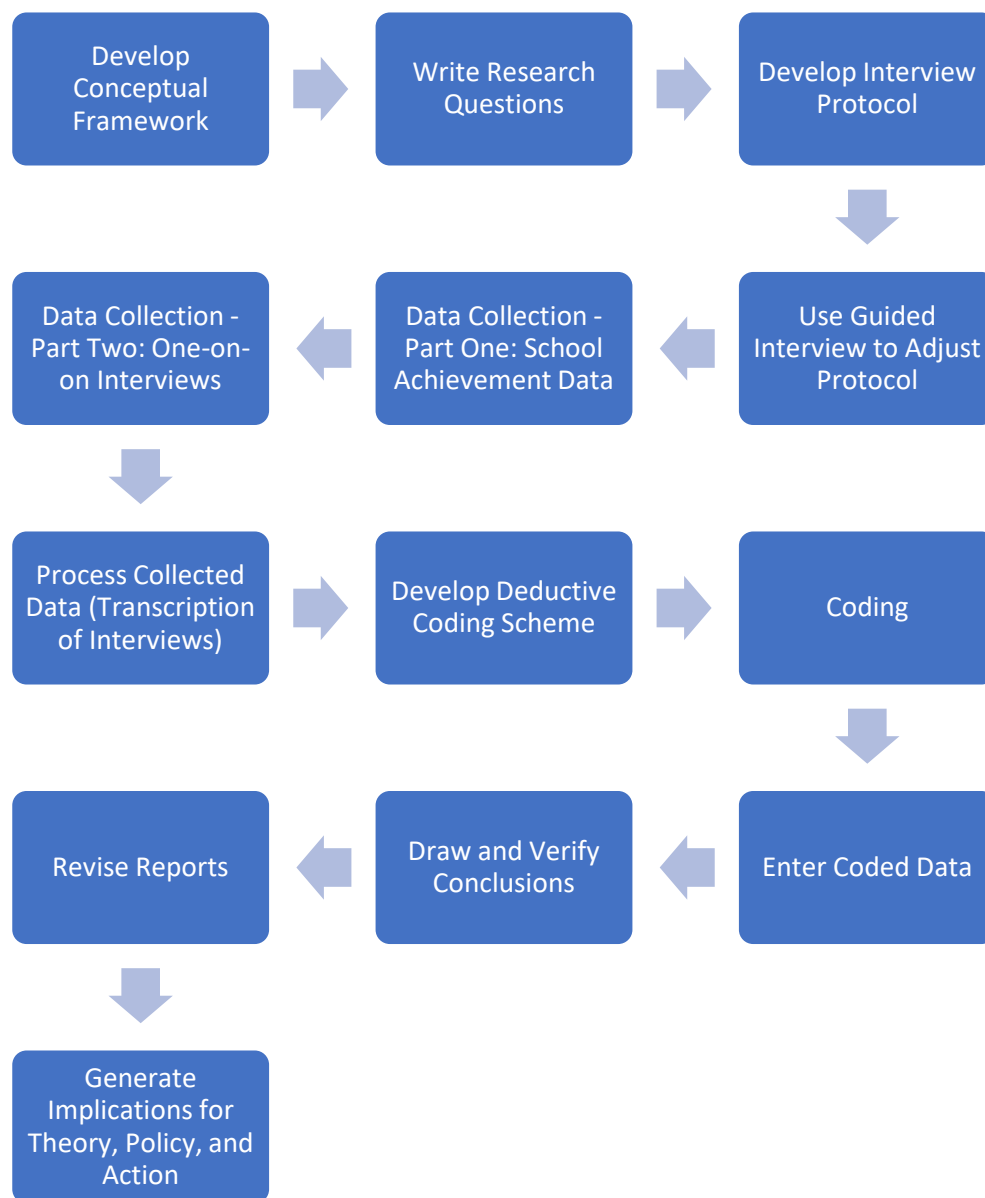 Develop
Conceptual
Framework
Write Research
Questions
Develop Interview
Protocol
Use Guided
Interview to Adjust
Protocol
Data Collection -
Part One: School
Achievement Data
Data Collection -
Part Two: One-on-
on Interviews
Process Collected
Data (Transcription
of Interviews)
Develop Deductive
Coding Scheme
Coding
Enter Coded Data
Draw and Verify
Conclusions
Revise Reports
Generate
Implications for
Theory, Policy, and
Action